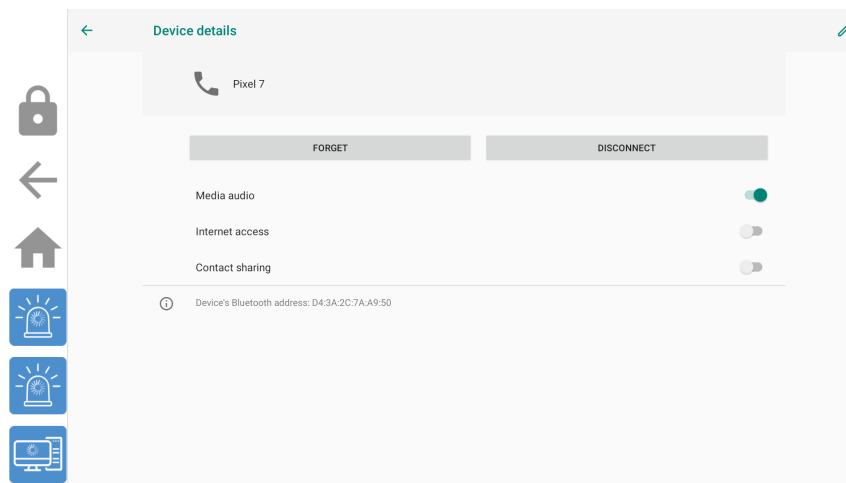 Device details
Pixel 7
FORGET
DISCONNECT
Media audio
Internet access
Contact sharing
Device's Bluetooth address: D4:3A:2C:7A:A9:50